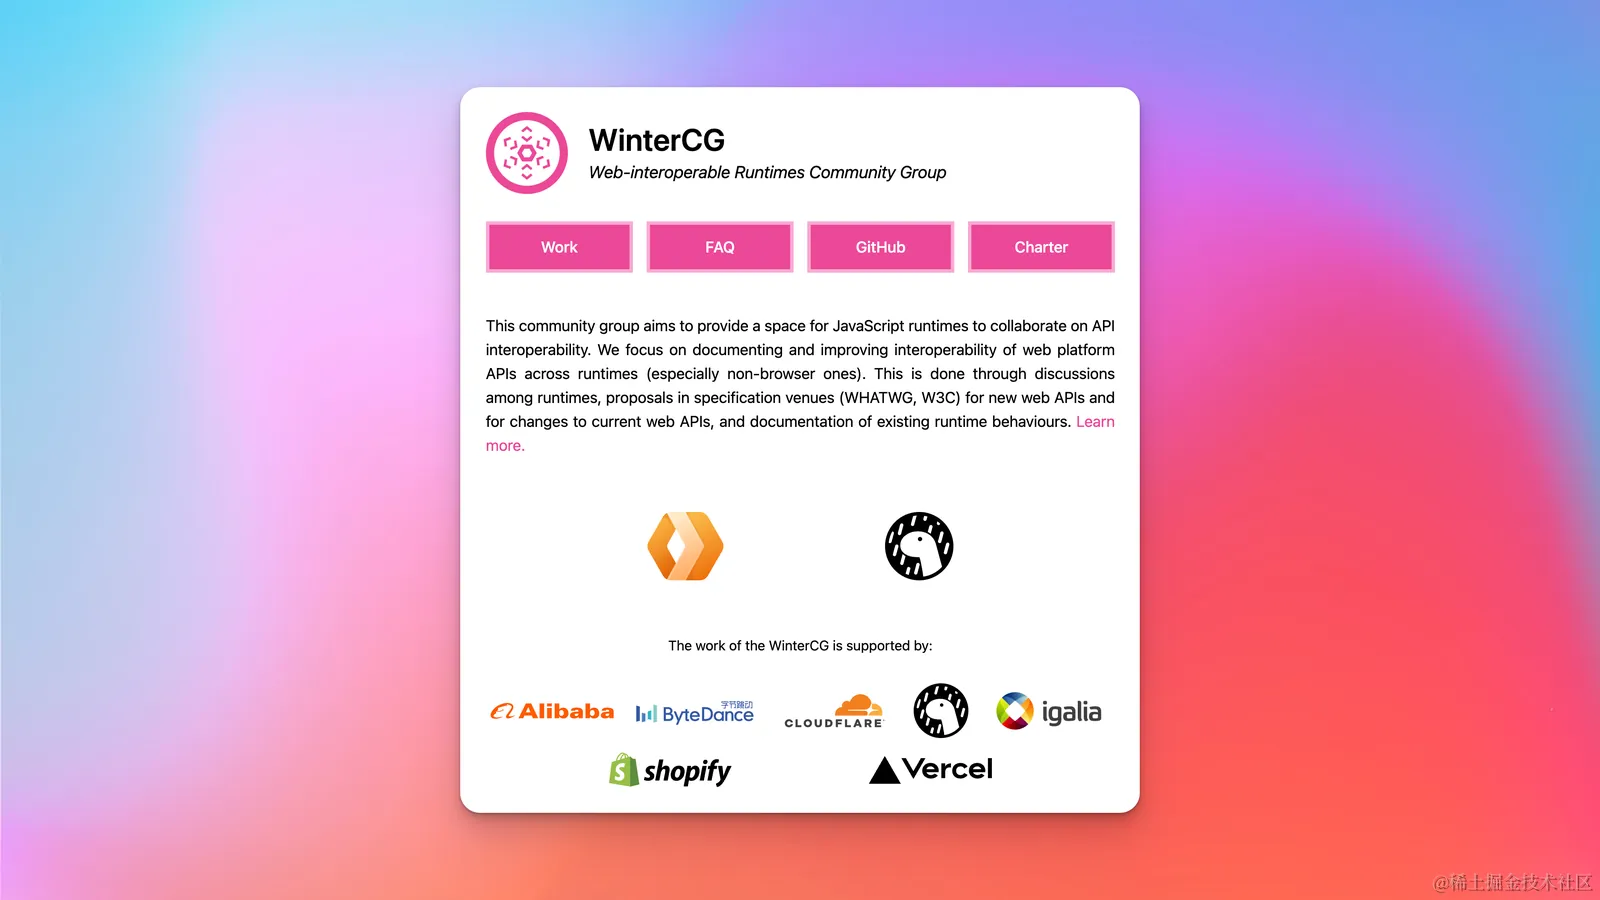 WinterCG
Web-interoperable Runtimes Community Group
Work
FAQ
GitHub
Charter
This community group aims to provide a space for JavaScript runtimes to collaborate on API
interoperability. We focus on documenting and improving interoperability of web platform
APIs across runtimes (especially non-browser ones). This is done through discussions
among runtimes, proposals in specification venues (WHATWG, W3C) for new web APIs and
for changes to current web APIs, and documentation of existing runtime behaviours. Learn
more.
The work of the WinterCG is supported by:
Alibaba
字节跳动
ByteDance
CLOUDFLARE
igalia
shopify
Vercel
@稀土掘金技术社区